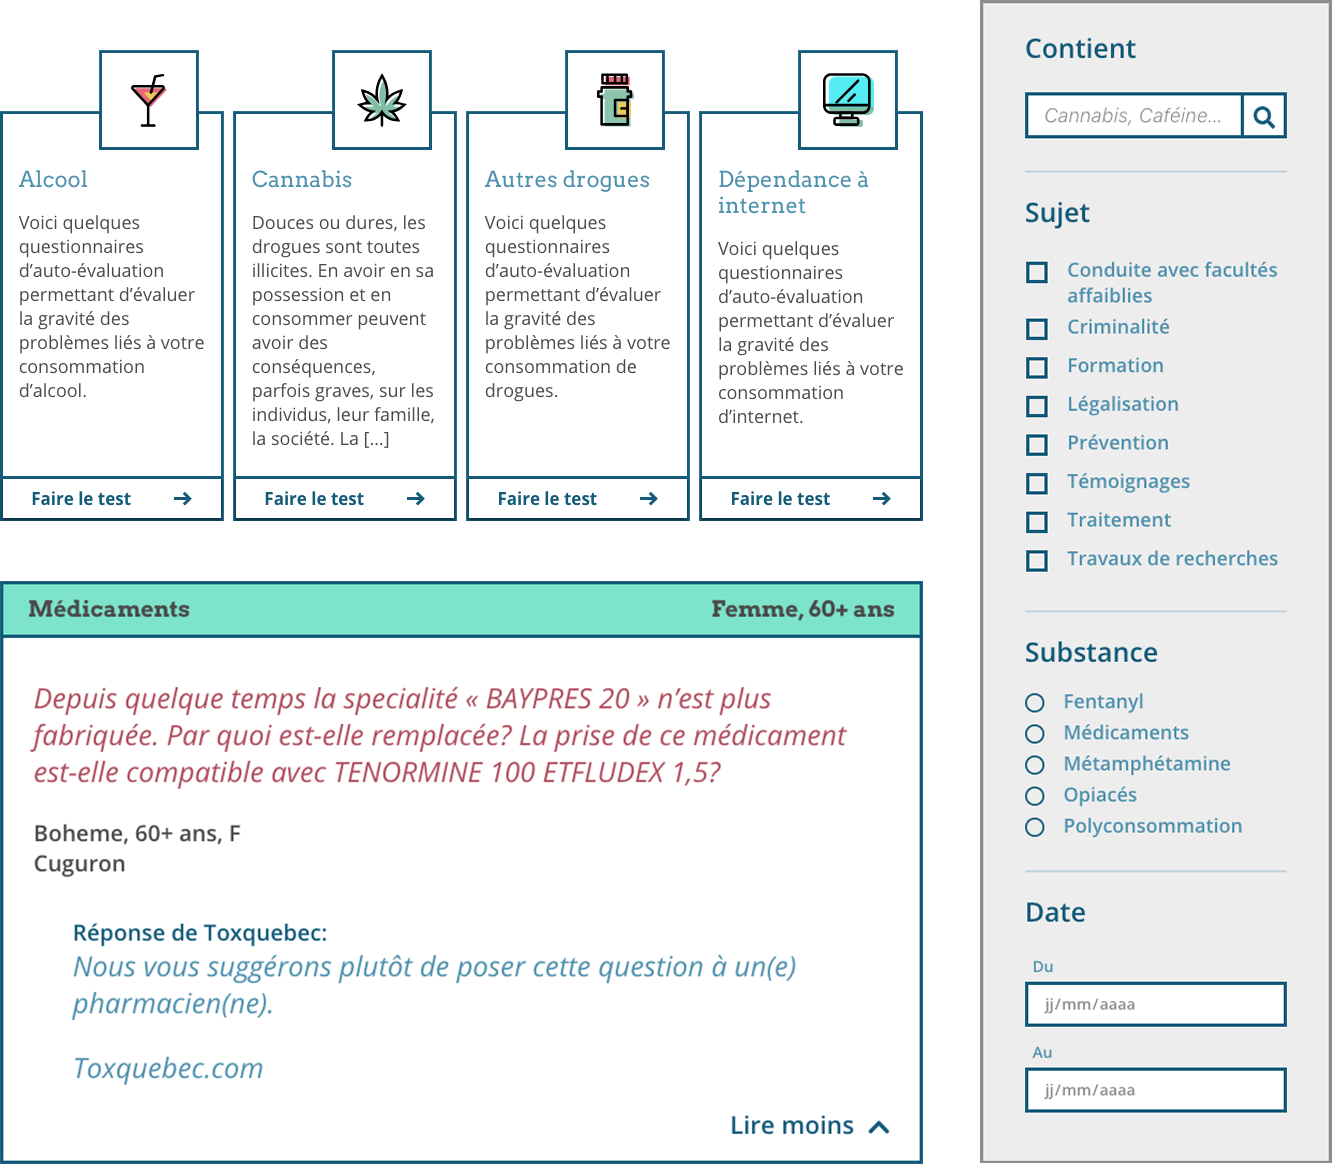 Alcool
Voici quelques
questionnaires
d’auto-évaluation
permettant d’évaluer
la gravité des
problèmes liés à votre
consommation
d’alcool.
Faire le test
Cannabis
Douces ou dures, les
drogues sont toutes
illicites. En avoir en sa
possession et en
consommer peuvent
avoir des
conséquences,
parfois graves, sur les
individus, leur famille,
la société. La [...]
Faire le test
Autres drogues
Voici quelques
questionnaires
d’auto-évaluation
permettant d’évaluer
la gravité des
problèmes liés à votre
consommation de
drogues.
Faire le test
Dépendance à
internet
Voici quelques
questionnaires
d’auto-évaluation
permettant d’évaluer
la gravité des
problèmes liés à votre
consommation
d’internet.
Faire le test
Médicaments
Femme, 60+ ans
Depuis quelque temps la specialité « BAYPRES 20 » n’est plus
fabriquée. Par quoi est-elle remplacée? La prise de ce médicament
est-elle compatible avec TENORMINE 100 ETFLUDEX 1,5?
Boheme, 60+ ans, F
Cuguron
Réponse de Toxquebec:
Nous vous suggérons plutôt de poser cette question à un(e)
pharmacien(ne).
Toxquebec.com
Lire moins
Contient
Cannabis, Caféine...
Sujet
Conduite avec facultés
affaiblies
Criminalité
Formation
Légalisation
Prévention
Témoignages
Traitement
Travaux de recherches
Substance
Fentanyl
Médicaments
Métamphétamine
Opiacés
Polyconsommation
Date
Du
jj/mm/aaaa
Au
jj/mm/aaaa